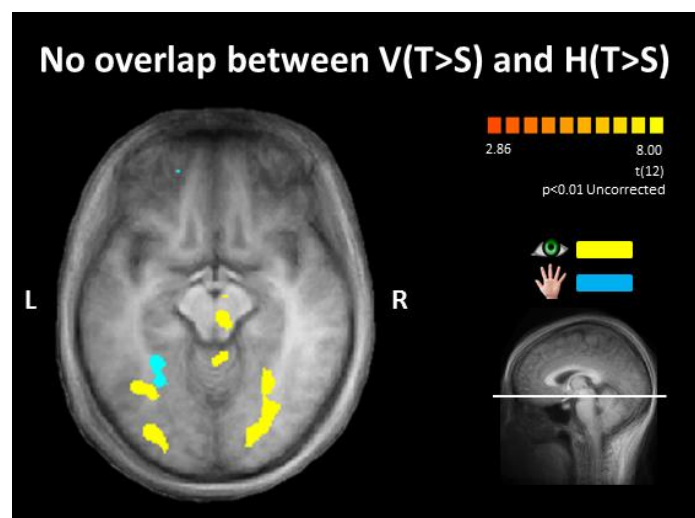 No overlap between V(T>S) and H(T>S)
2.86 8.00
t(12)
p<0.01 Uncorrected
L R